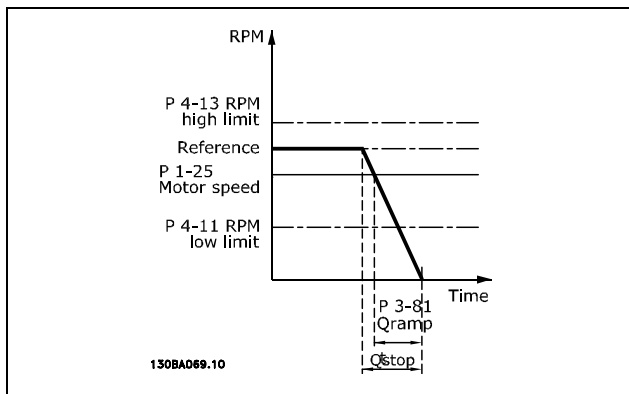 RPM
P 4-13 RPM
high limit
Reference
P 1-25
Motor speed
P 4-11 RPM
low limit
Time
P 3-81
Qramp
Qstop
130BA069.10